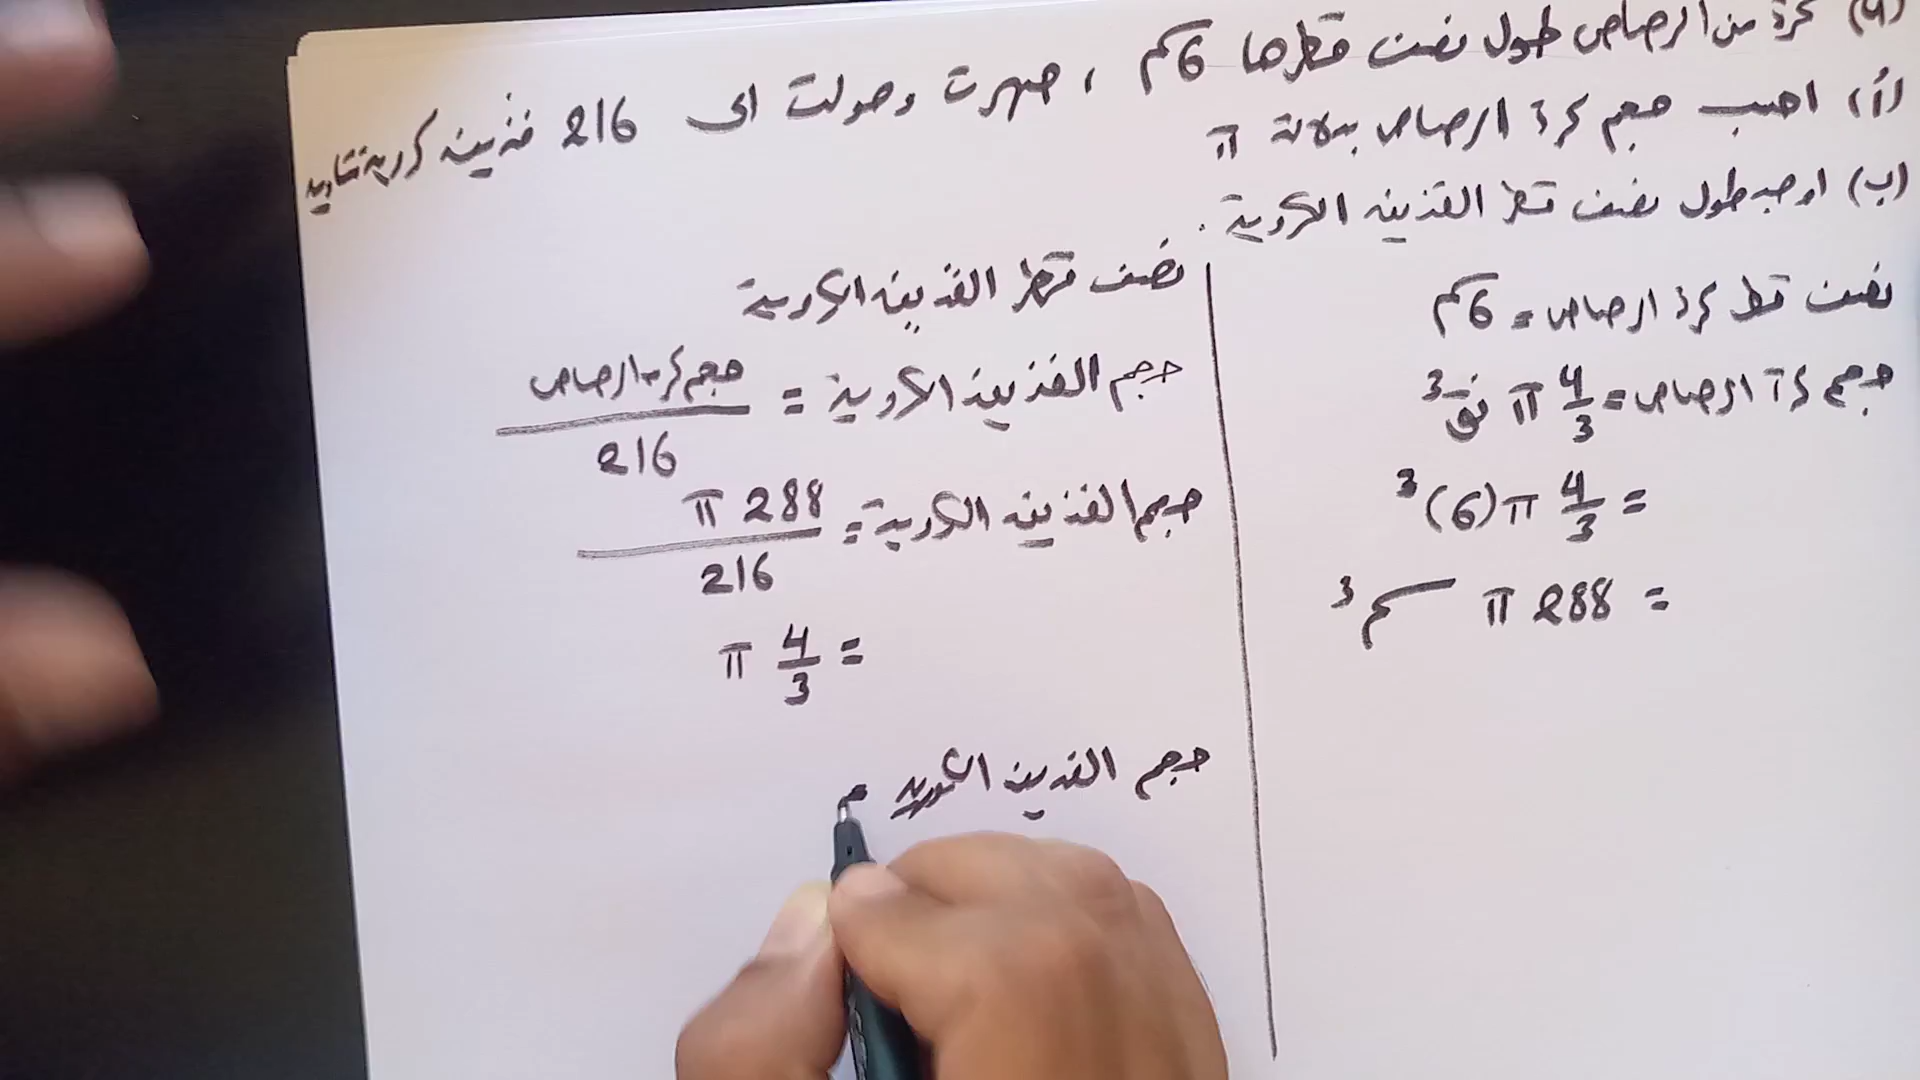 (4) كرة من الرصاص طول نصف قطرها 6 سم ، صهرت وحولت الى 216 قذيفة كروية متساوية
(أ) احسب حجم كرة الرصاص بدلالة π
(ب) اوجد طول نصف قطر القذيفة الكروية .
نصف قطر كرة الرصاص = 6 سم
حجم كرة الرصاص = 4/3 π نق³
= 4/3 π (6)³
= 288 π سم³
نصف قطر القذيفة الكروية
حجم القذيفة الكروية = حجم كرة الرصاص / 216
حجم القذيفة الكروية = 288 π / 216
= 4/3 π
حجم القذيفة الكروية